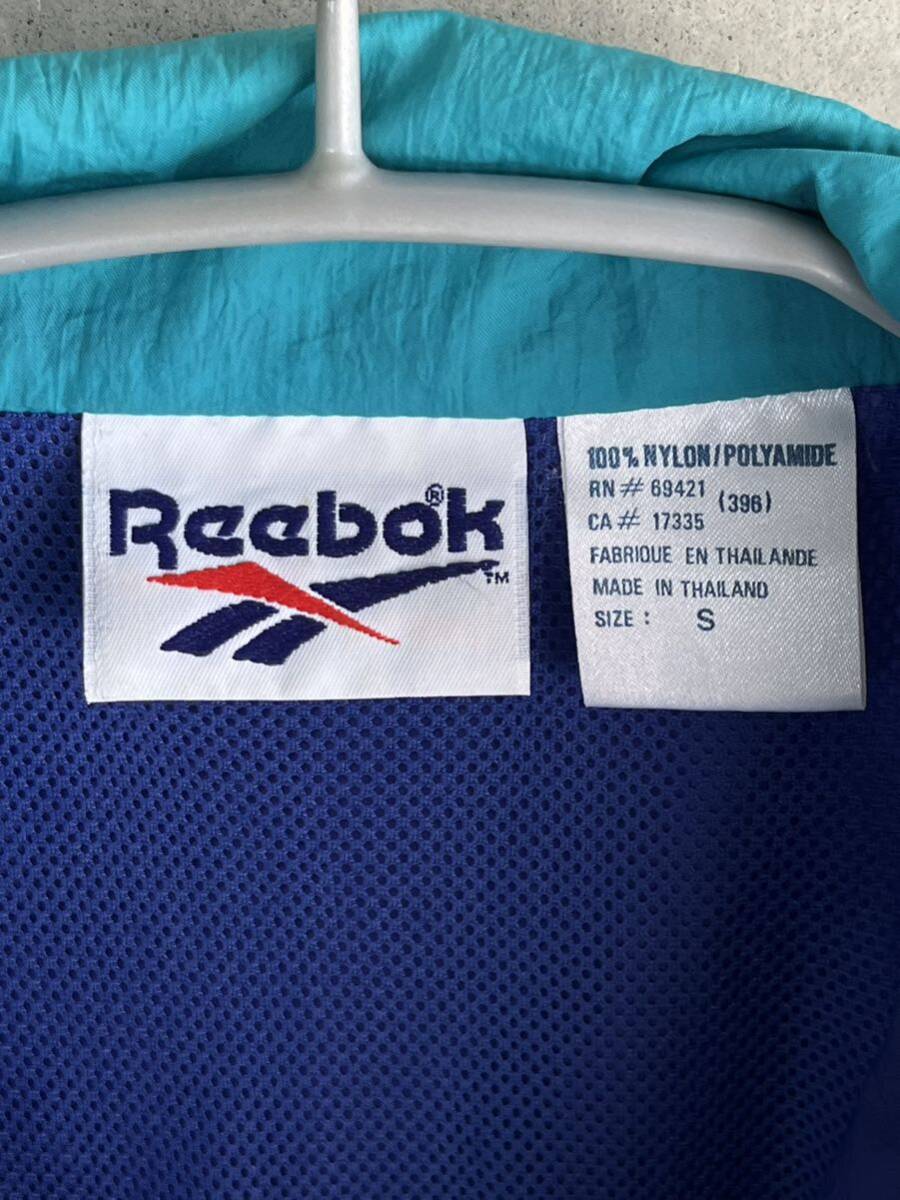 Reebok®
™
100% NYLON/POLYAMIDE
RN # 69421 (396)
CA # 17335
FABRIQUE EN THAILANDE
MADE IN THAILAND
SIZE : S